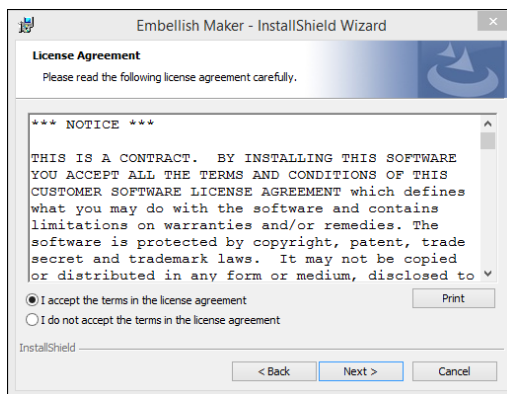 Embellish Maker - InstallShield Wizard
License Agreement
Please read the following license agreement carefully.
*** NOTICE ***
THIS IS A CONTRACT.  BY INSTALLING THIS SOFTWARE
YOU ACCEPT ALL THE TERMS AND CONDITIONS OF THIS
CUSTOMER SOFTWARE LICENSE AGREEMENT which defines
what you may do with the software and contains
limitations on warranties and/or remedies. The
software is protected by copyright, patent, trade
secret and trademark laws.  It may not be copied
or distributed in any form or medium, disclosed to
I accept the terms in the license agreement
Print
I do not accept the terms in the license agreement
InstallShield
< Back
Next >
Cancel